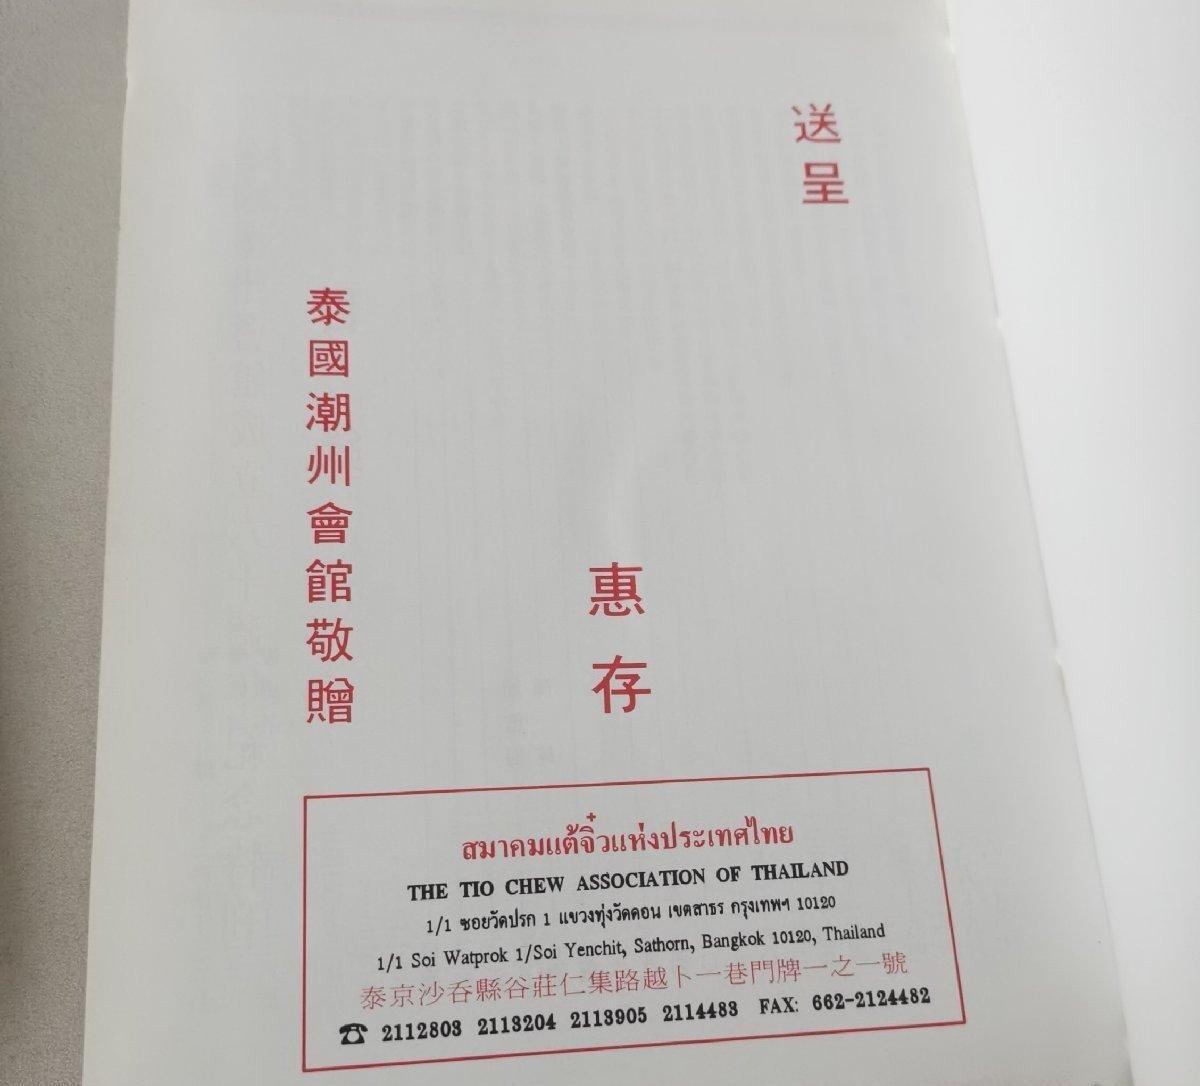 送呈
惠存
泰國潮州會館敬贈
สมาคมแต้จิ๋วแห่งประเทศไทย
THE TIO CHEW ASSOCIATION OF THAILAND
1/1 ซอยวัดปรก 1 แขวงทุ่งวัดดอน เขตสาธร กรุงเทพฯ 10120
1/1 Soi Watprok 1/Soi Yenchit, Sathorn, Bangkok 10120, Thailand
泰京沙吞縣谷莊仁集路越卜一巷門牌一之一號
☎ 2112803 2113204 2113905 2114483 FAX: 662-2124482